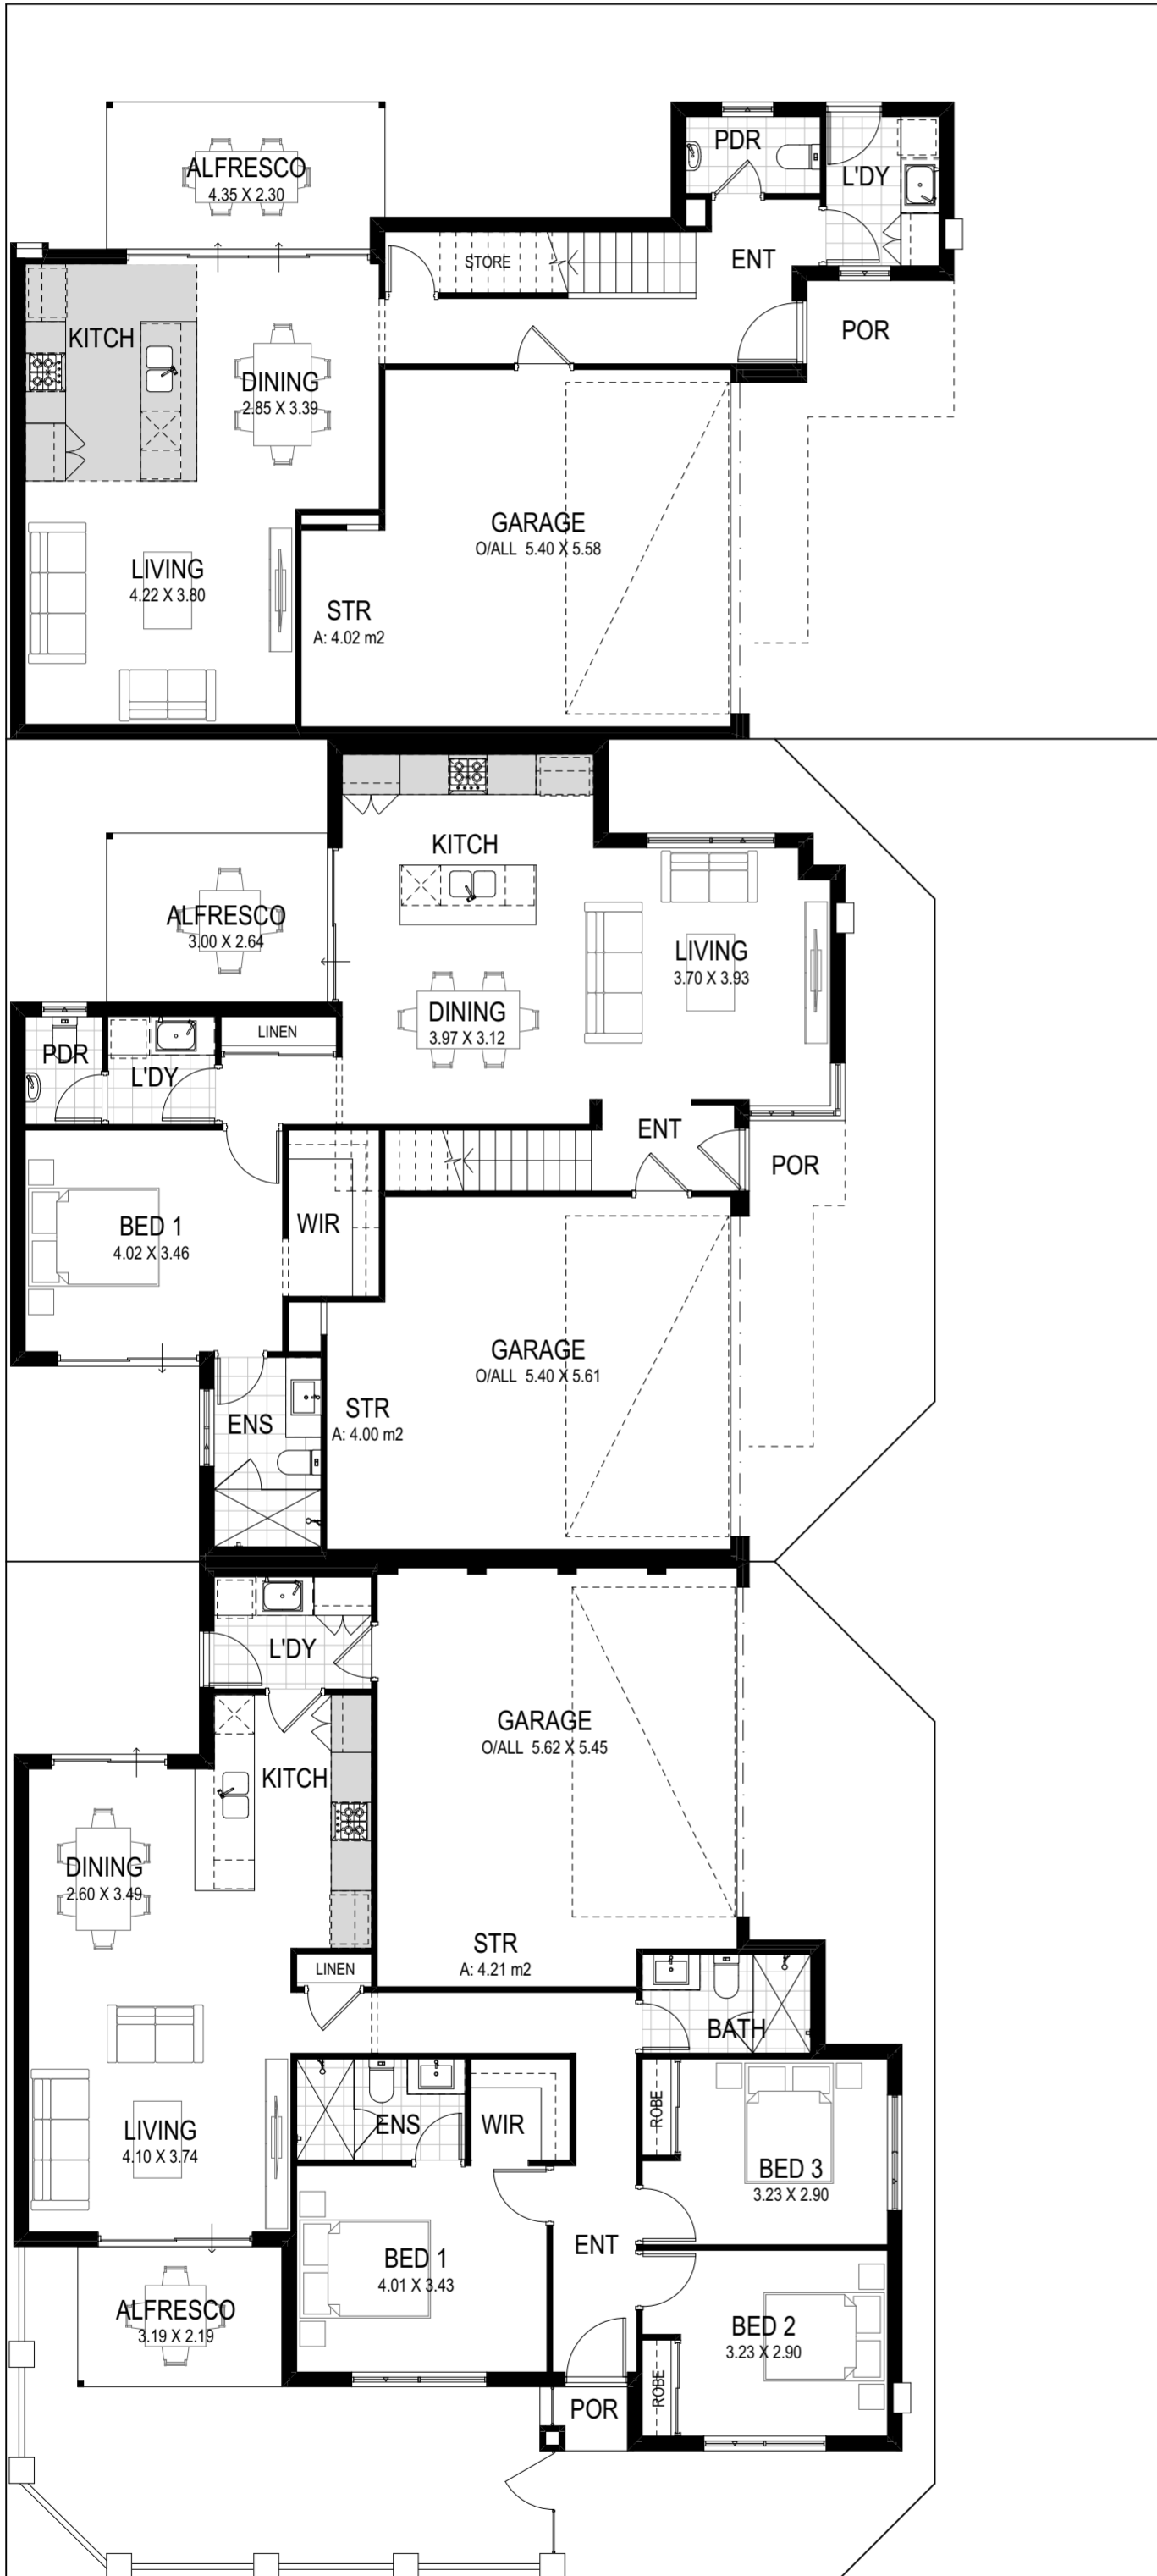 PDR
L'DY
ALFRESCO
4.35 X 2.30
STORE
ENT
KITCH
POR
DINING
2.85 X 3.39
GARAGE
O/ALL 5.40 X 5.58
LIVING
4.22 X 3.80
STR
A: 4.02 m2
KITCH
ALFRESCO
3.00 X 2.64
LIVING
3.70 X 3.93
DINING
3.97 X 3.12
LINEN
PDR
L'DY
ENT
POR
BED 1
4.02 X 3.46
WIR
GARAGE
O/ALL 5.40 X 5.61
STR
A: 4.00 m2
ENS
L'DY
GARAGE
O/ALL 5.62 X 5.45
KITCH
DINING
2.60 X 3.49
STR
A: 4.21 m2
LINEN
BATH
ROBE
LIVING
4.10 X 3.74
ENS
WIR
BED 3
3.23 X 2.90
ENT
BED 1
4.01 X 3.43
ALFRESCO
3.19 X 2.19
BED 2
3.23 X 2.90
ROBE
POR